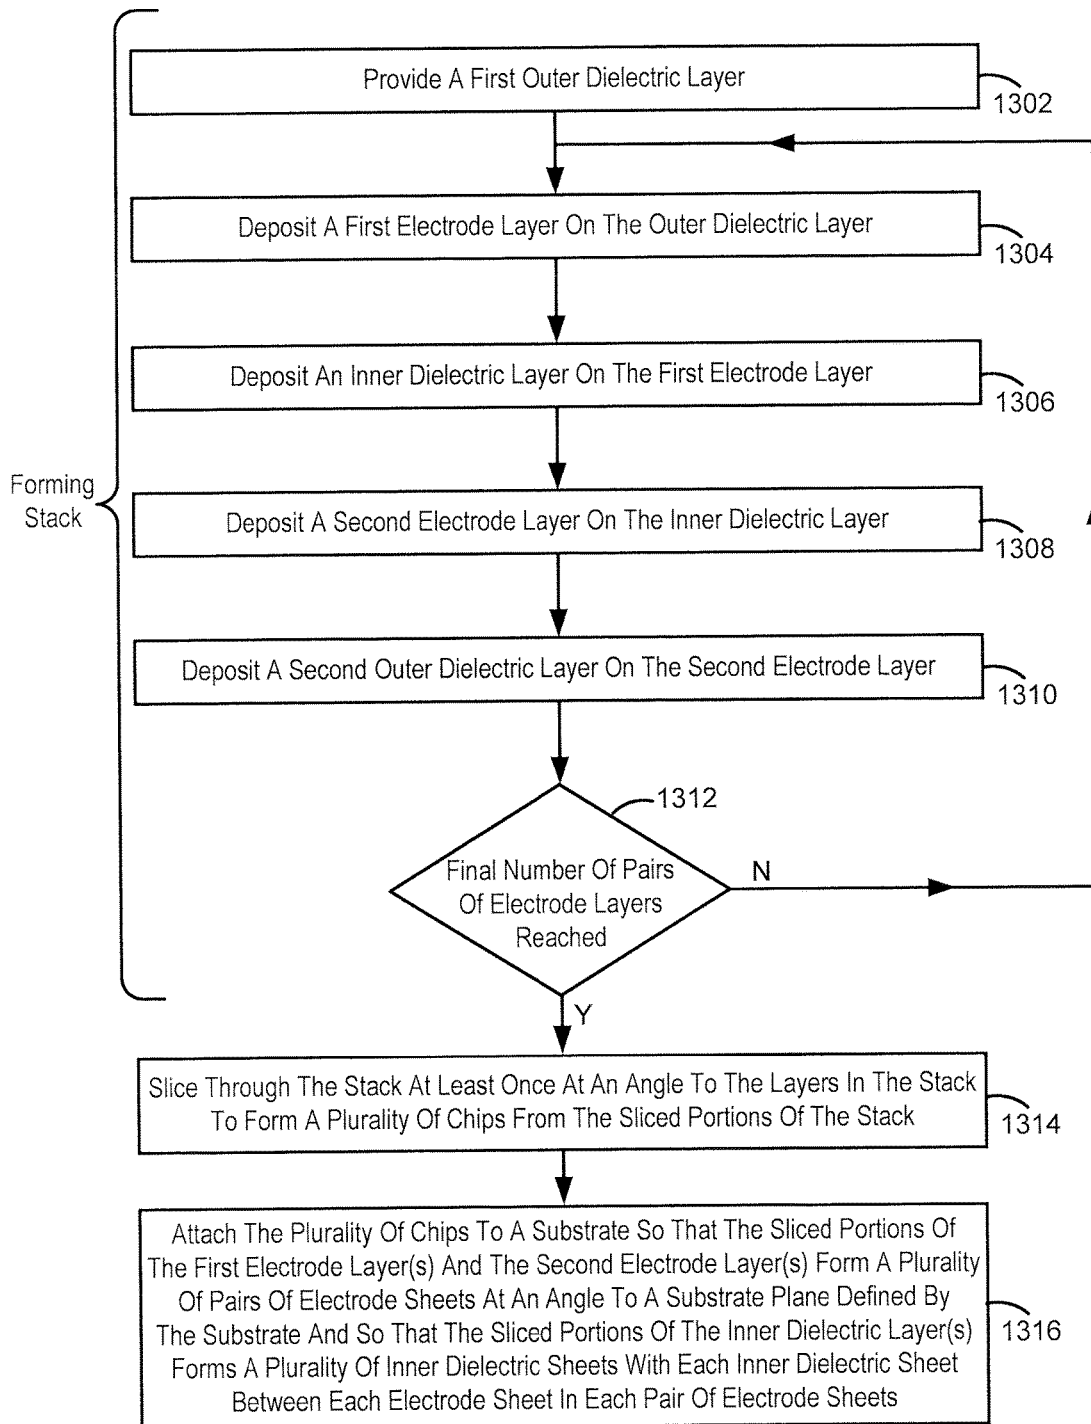 Provide A First Outer Dielectric Layer
1302
Deposit A First Electrode Layer On The Outer Dielectric Layer
1304
Deposit An Inner Dielectric Layer On The First Electrode Layer
1306
Forming
Stack
Deposit A Second Electrode Layer On The Inner Dielectric Layer
1308
Deposit A Second Outer Dielectric Layer On The Second Electrode Layer
1310
1312
Final Number Of Pairs
Of Electrode Layers
Reached
N
Y
Slice Through The Stack At Least Once At An Angle To The Layers In The Stack
To Form A Plurality Of Chips From The Sliced Portions Of The Stack
1314
Attach The Plurality Of Chips To A Substrate So That The Sliced Portions Of
The First Electrode Layer(s) And The Second Electrode Layer(s) Form A Plurality
Of Pairs Of Electrode Sheets At An Angle To A Substrate Plane Defined By
The Substrate And So That The Sliced Portions Of The Inner Dielectric Layer(s)
Forms A Plurality Of Inner Dielectric Sheets With Each Inner Dielectric Sheet
Between Each Electrode Sheet In Each Pair Of Electrode Sheets
1316